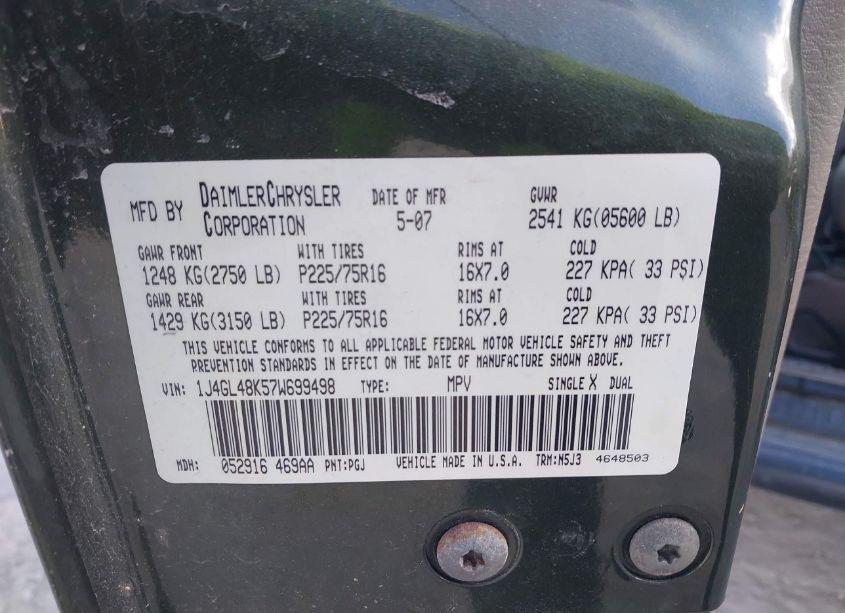 MFD BY DAIMLERCHRYSLER CORPORATION DATE OF MFR 5-07 GVWR 2541 KG(05600 LB)
GAWR FRONT WITH TIRES RIMS AT COLD
1248 KG(2750 LB) P225/75R16 16X7.0 227 KPA( 33 PSI)
GAWR REAR WITH TIRES RIMS AT COLD
1429 KG(3150 LB) P225/75R16 16X7.0 227 KPA( 33 PSI)
THIS VEHICLE CONFORMS TO ALL APPLICABLE FEDERAL MOTOR VEHICLE SAFETY AND THEFT
PREVENTION STANDARDS IN EFFECT ON THE DATE OF MANUFACTURE SHOWN ABOVE.
VIN: 1J4GL48K57W699498 TYPE: MPV SINGLE X DUAL
MDH: 052916 469AA PNT:PGJ VEHICLE MADE IN U.S.A. TRM:N5J3 4648503